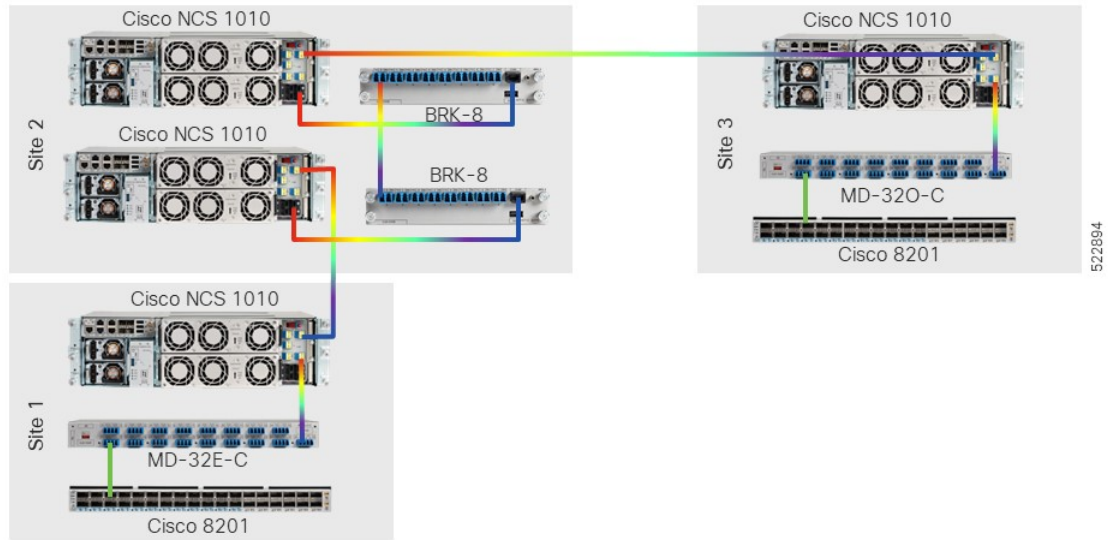 Cisco NCS 1010
Cisco NCS 1010
BRK-8
Site 2
Cisco NCS 1010
Site 3
BRK-8
MD-32O-C
Cisco 8201
522894
Cisco NCS 1010
Site 1
MD-32E-C
Cisco 8201